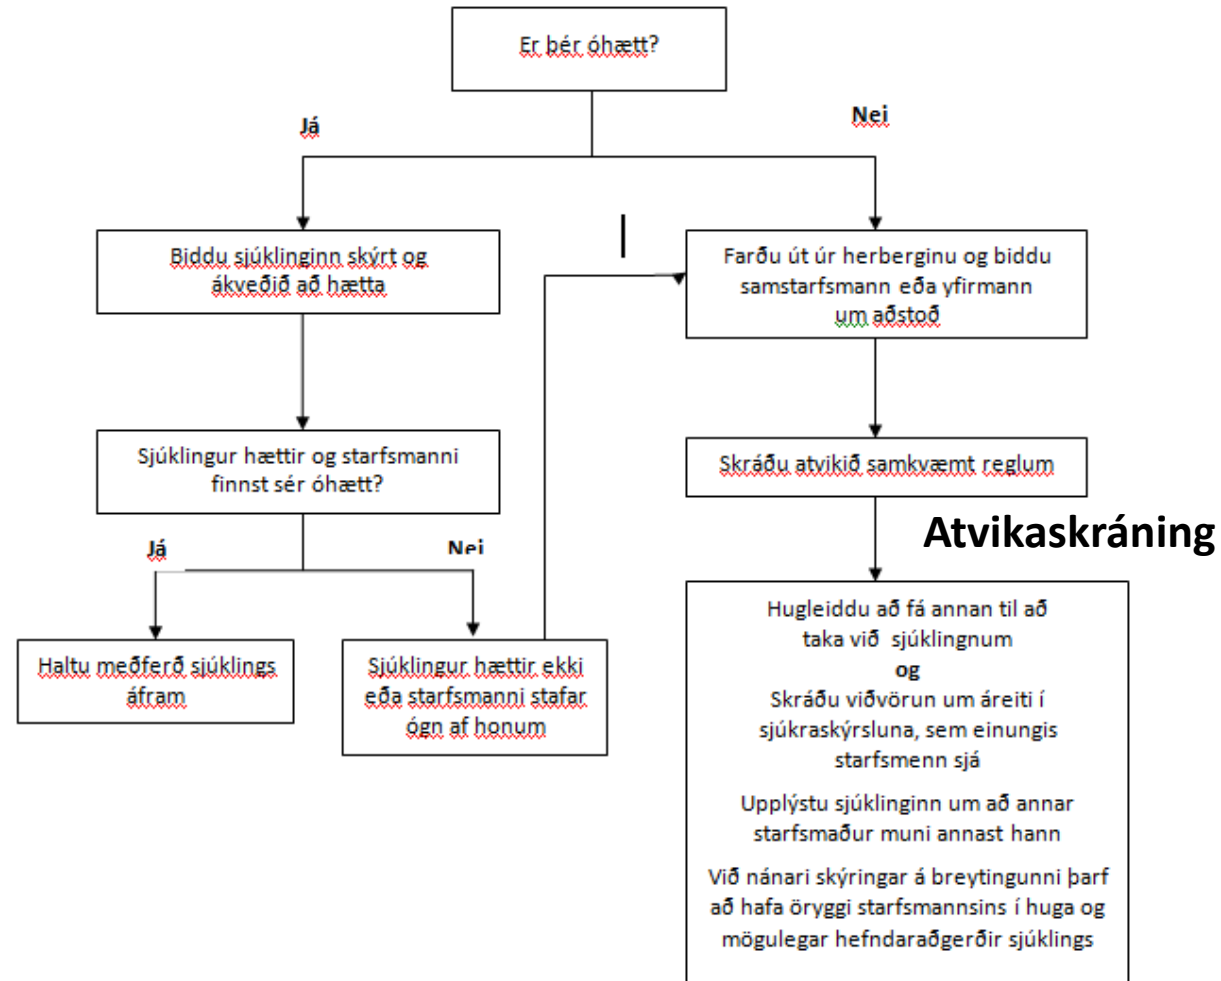 Er þér óhætt?
Já
Nei
Biddu sjúklinginn skýrt og
ákveðið að hætta
Farðu út úr herberginu og biddu
samstarfsmann eða yfirmann
um aðstoð
Sjúklingur hættir og starfsmanni
finnst sér óhætt?
Skráðu atvikið samkvæmt reglum
Atvikaskráning
Já
Nei
Haltu meðferð sjúklings
áfram
Sjúklingur hættir ekki
eða starfsmanni stafar
ógn af honum
Hugleiddu að fá annan til að
taka við sjúklingnum
og
Skráðu viðvörun um áreiti í
sjúkraskýrsluna, sem einungis
starfsmenn sjá
Upplýstu sjúklinginn um að annar
starfsmaður muni annast hann
Við nánari skýringar á breytingunni þarf
að hafa öryggi starfsmannsins í huga og
mögulegar hefndaraðgerðir sjúklings